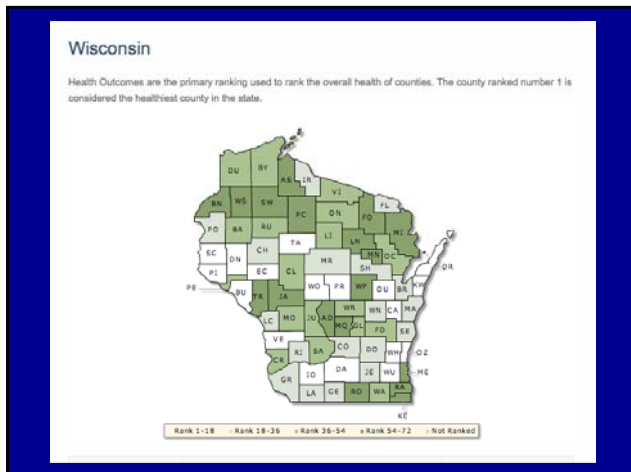 Wisconsin
Health Outcomes are the primary ranking used to rank the overall health of counties. The county ranked number 1 is
considered the healthiest county in the state.
DU BY
AS IR
VI
BN WS SW
FL
PC ON FO
MI
PO BA RU
LI
LN
TA
MN OC
SC DN CH
MR
SH
DR
PI EC CL
PE BU
WO PR WP OU BR KW
TR JA
WR WN CA MA
LC MO JU AD
MQ GL FD SE
VE
CR RI SA CO DO WH OZ
IO DA JE WU ME
GR
LA GE RO WA RA
KE
Rank 1-18 Rank 18-36 Rank 36-54 Rank 54-72 Not Ranked